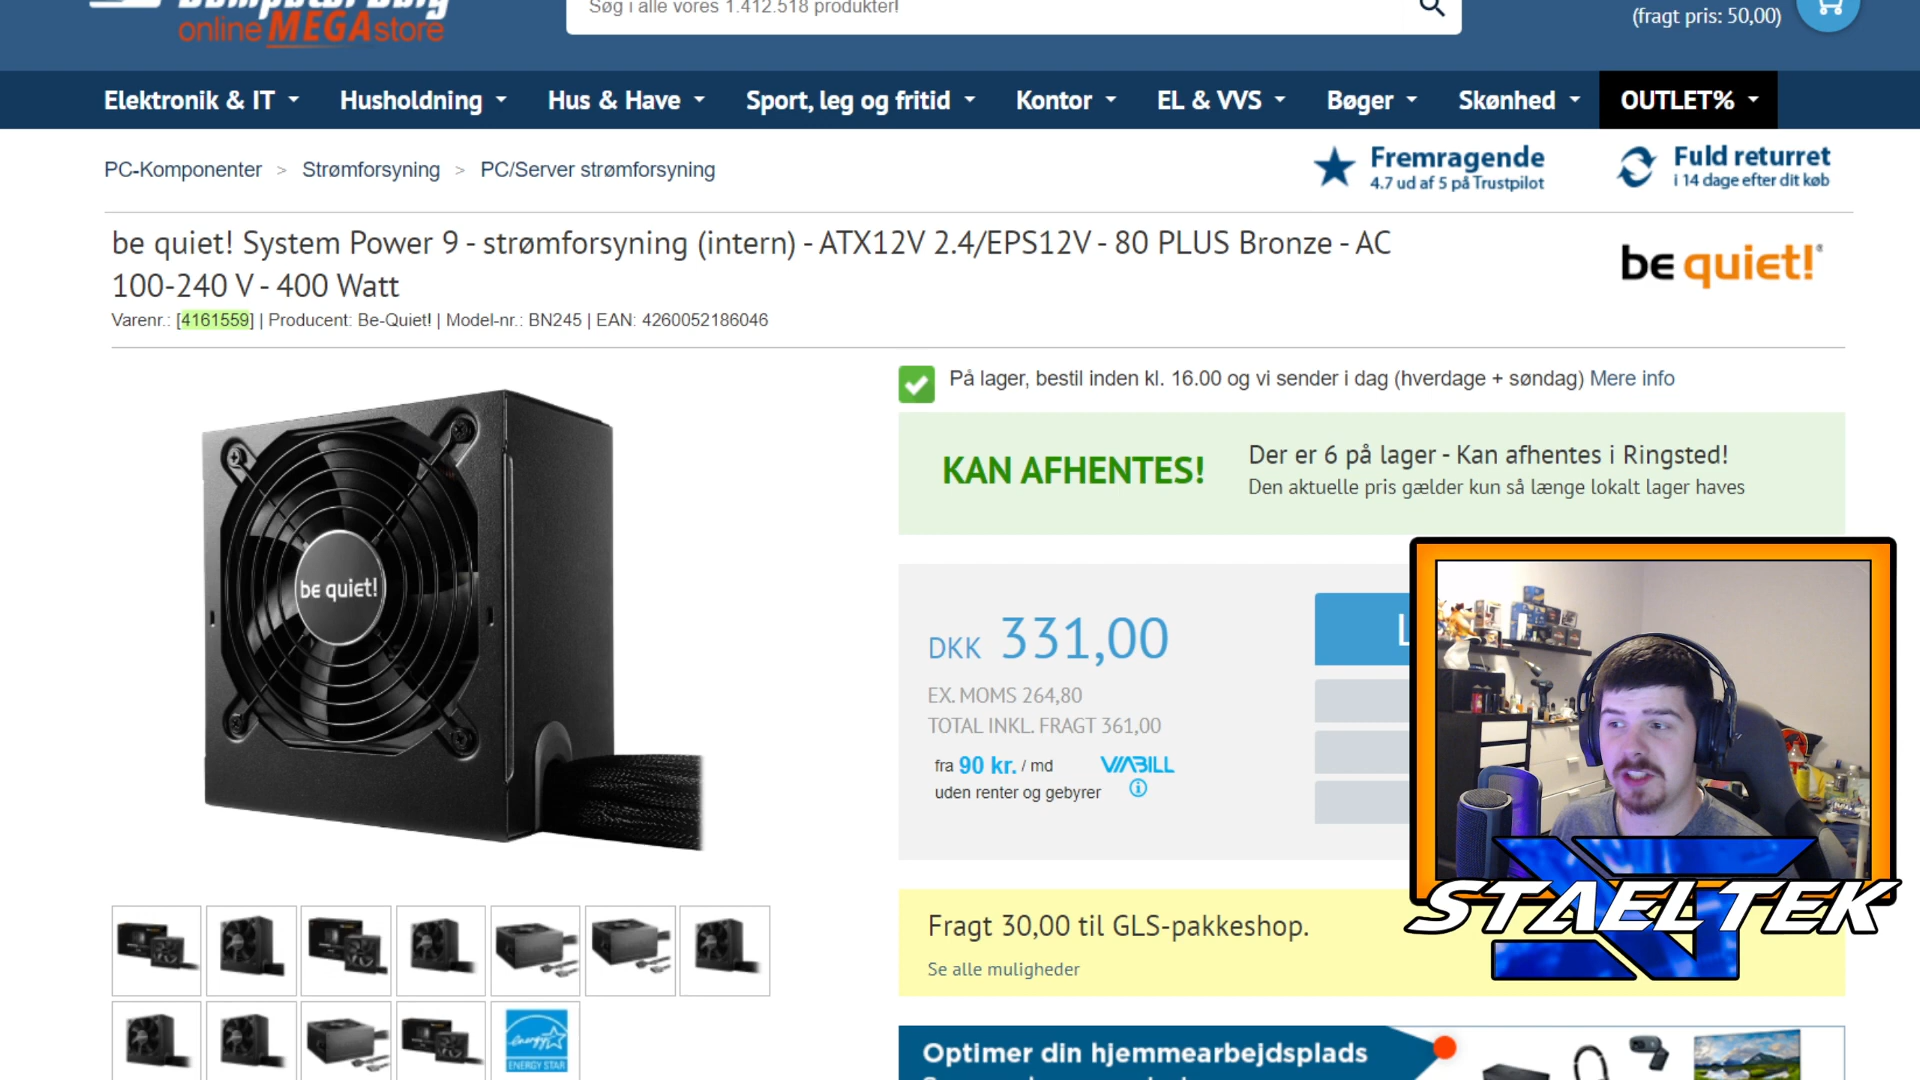 online MEGAstore
Søg i alle vores 1.412.518 produkter!
(fragt pris: 50,00)
Elektronik & IT
Husholdning
Hus & Have
Sport, leg og fritid
Kontor
EL & VVS
Bøger
Skønhed
OUTLET%
PC-Komponenter > Strømforsyning > PC/Server strømforsyning
Fremragende
4.7 ud af 5 på Trustpilot
Fuld returret
i 14 dage efter dit køb
be quiet! System Power 9 - strømforsyning (intern) - ATX12V 2.4/EPS12V - 80 PLUS Bronze - AC
100-240 V - 400 Watt
be quiet!
Varenr.: [4161559] | Producent: Be-Quiet! | Model-nr.: BN245 | EAN: 4260052186046
På lager, bestil inden kl. 16.00 og vi sender i dag (hverdage + søndag) Mere info
KAN AFHENTES!
Der er 6 på lager - Kan afhentes i Ringsted!
Den aktuelle pris gælder kun så længe lokalt lager haves
be quiet!
DKK 331,00
EX. MOMS 264,80
TOTAL INKL. FRAGT 361,00
fra 90 kr. / md
uden renter og gebyrer
VIABILL
STAELTEK
Fragt 30,00 til GLS-pakkeshop.
Se alle muligheder
energy
ENERGY STAR
Optimer din hjemmearbejdsplads